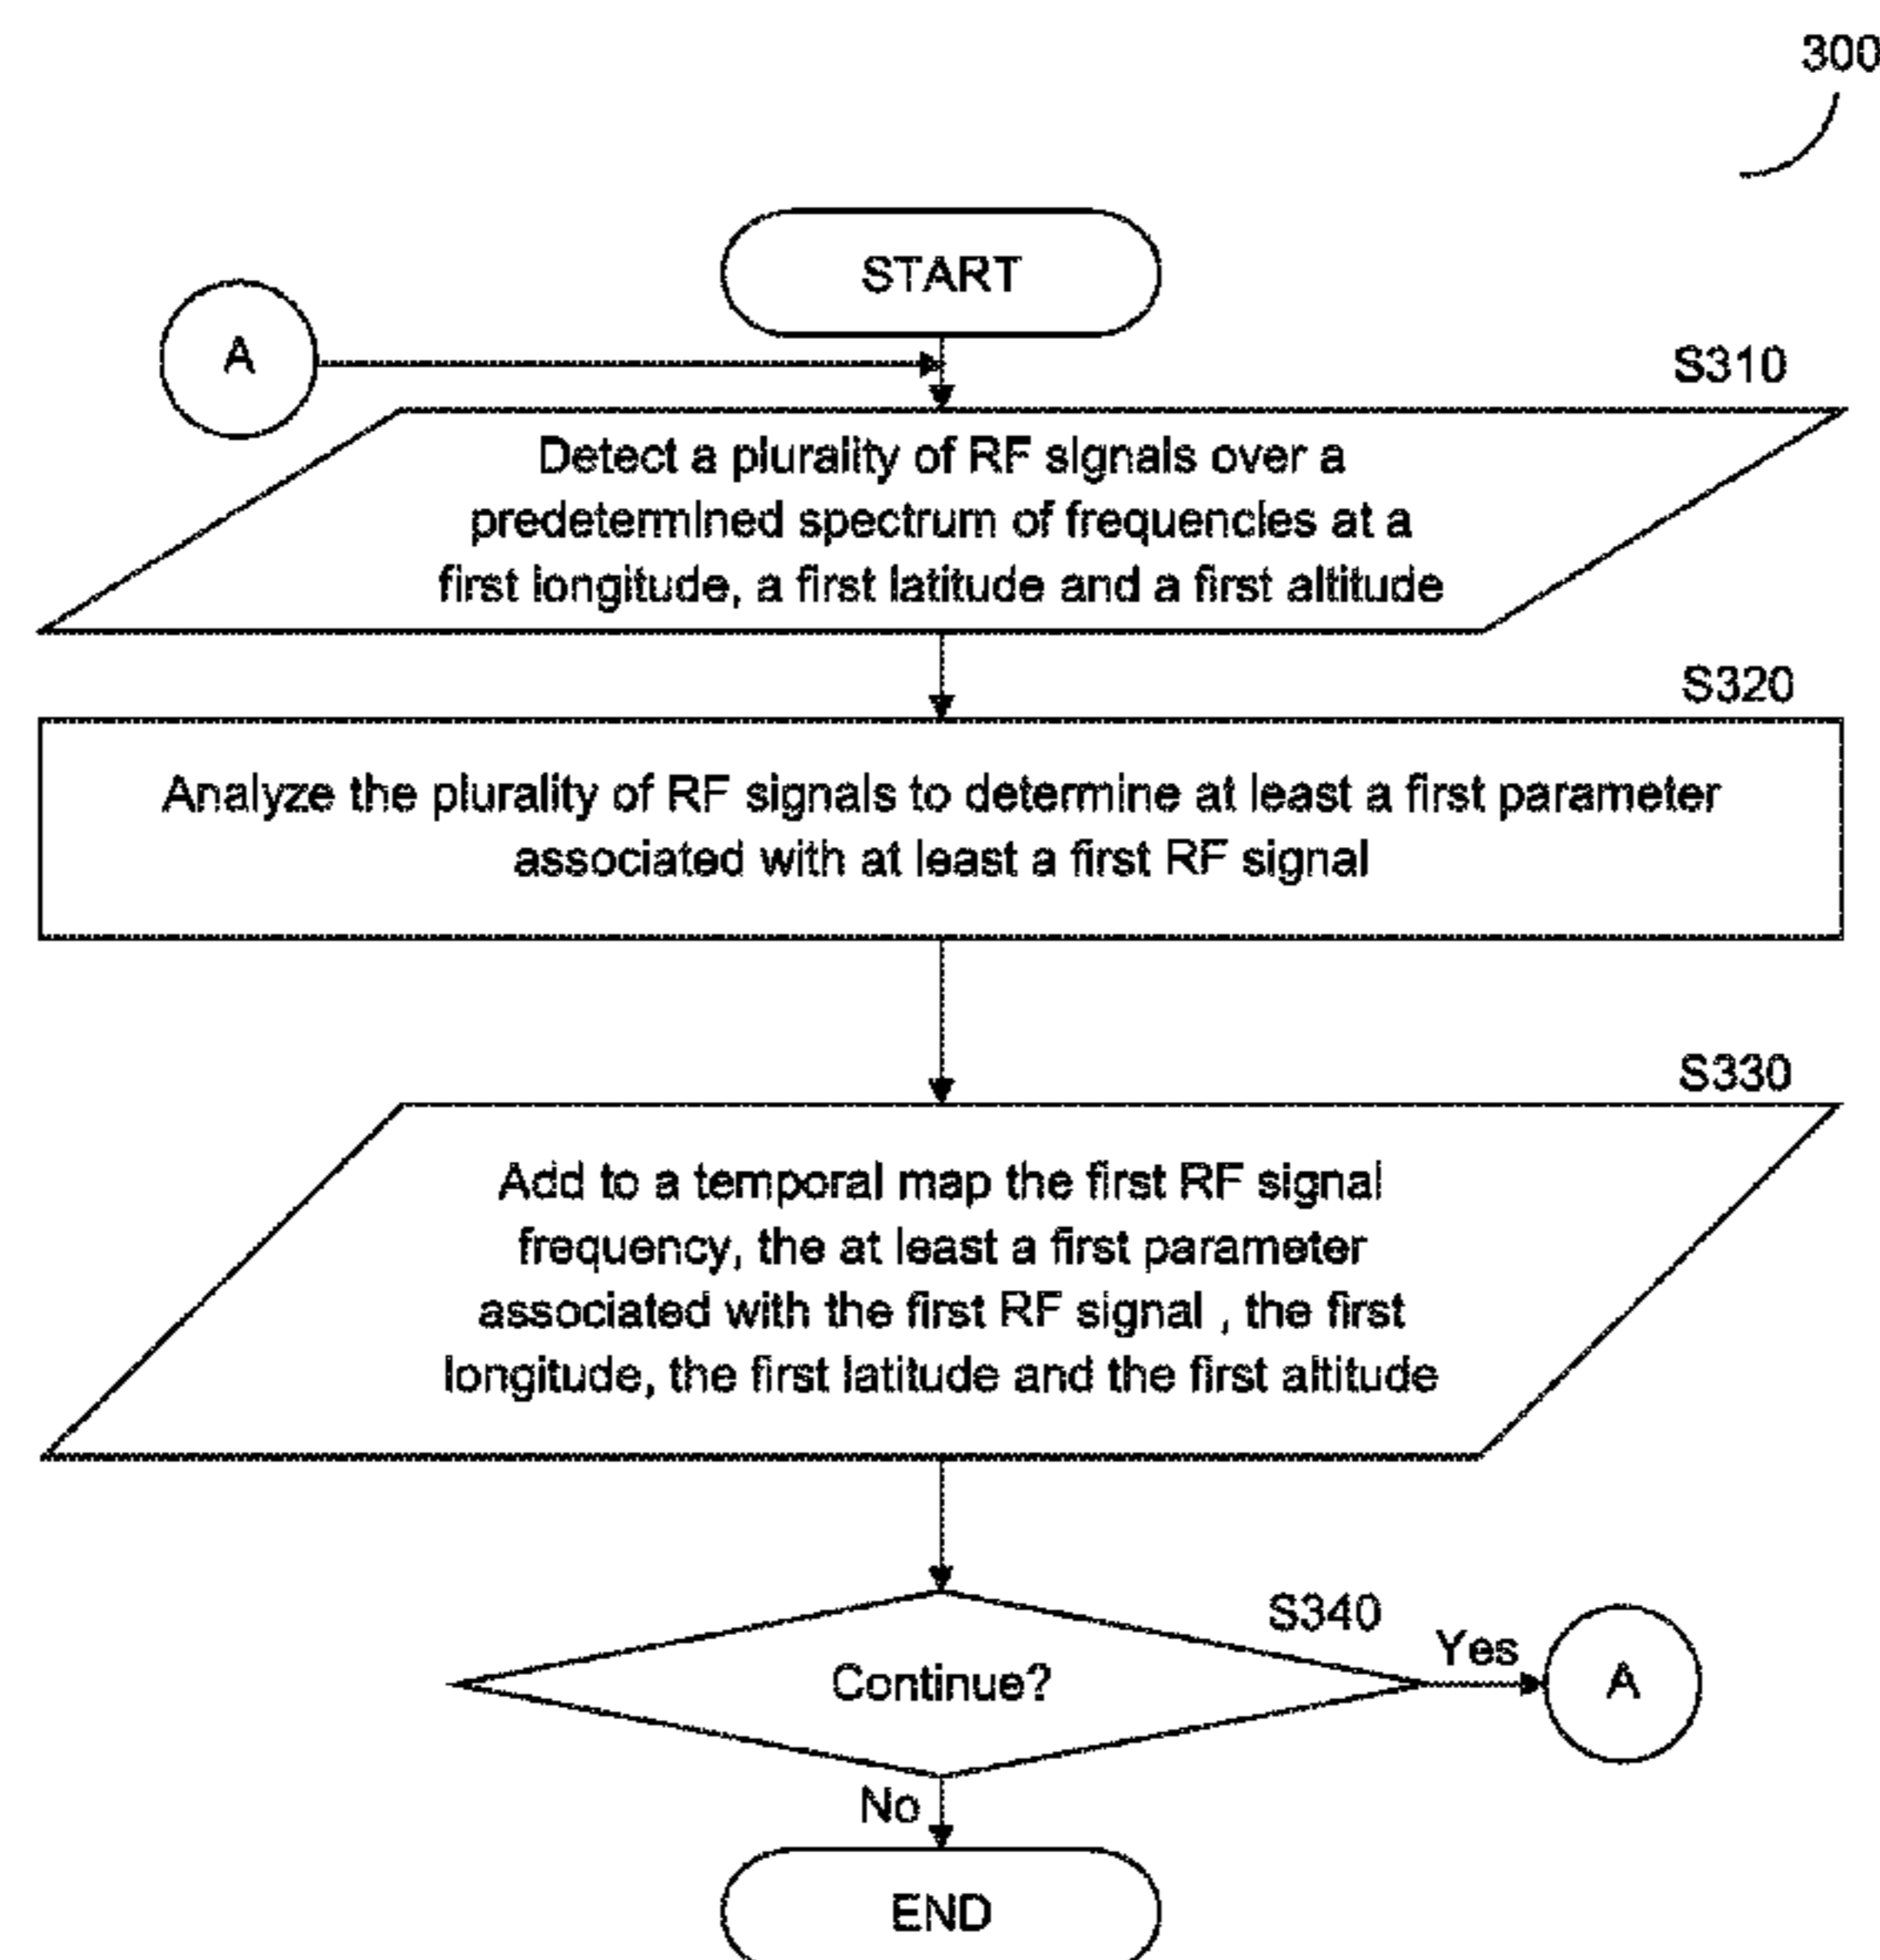 300
START
A
S310
Detect a plurality of RF signals over a
predetermined spectrum of frequencies at a
first longitude, a first latitude and a first altitude
S320
Analyze the plurality of RF signals to determine at least a first parameter
associated with at least a first RF signal
S330
Add to a temporal map the first RF signal
frequency, the at least a first parameter
associated with the first RF signal , the first
longitude, the first latitude and the first altitude
S340
Continue?
Yes
A
No
END